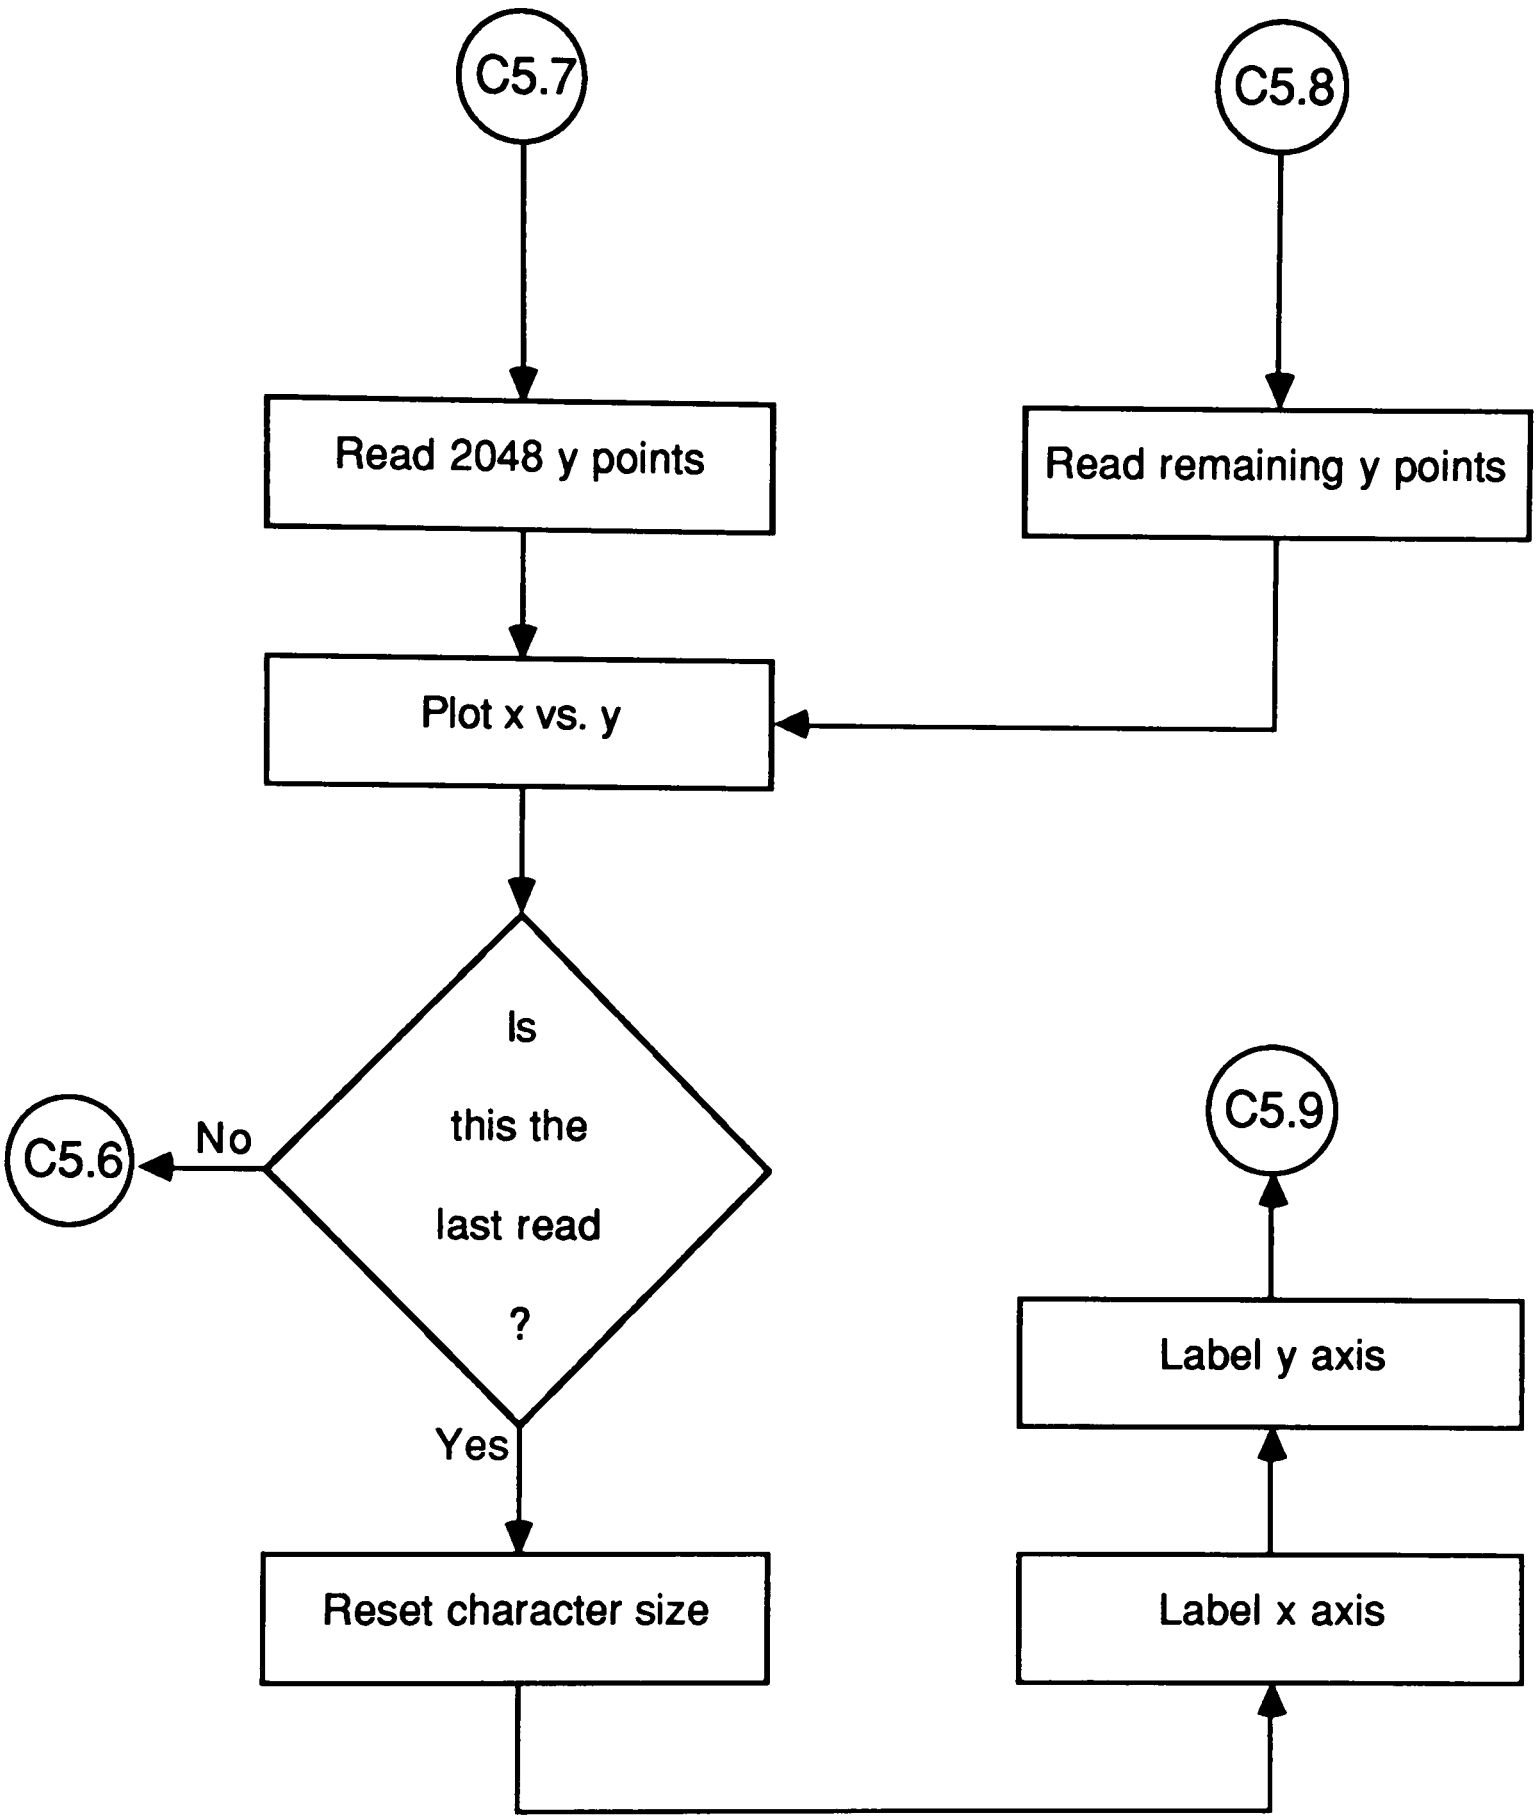 C5.7
C5.8
Read 2048 y points
Read remaining y points
Plot x vs. y
Is
this the
last read
?
No
C5.6
Yes
Reset character size
Label x axis
Label y axis
C5.9